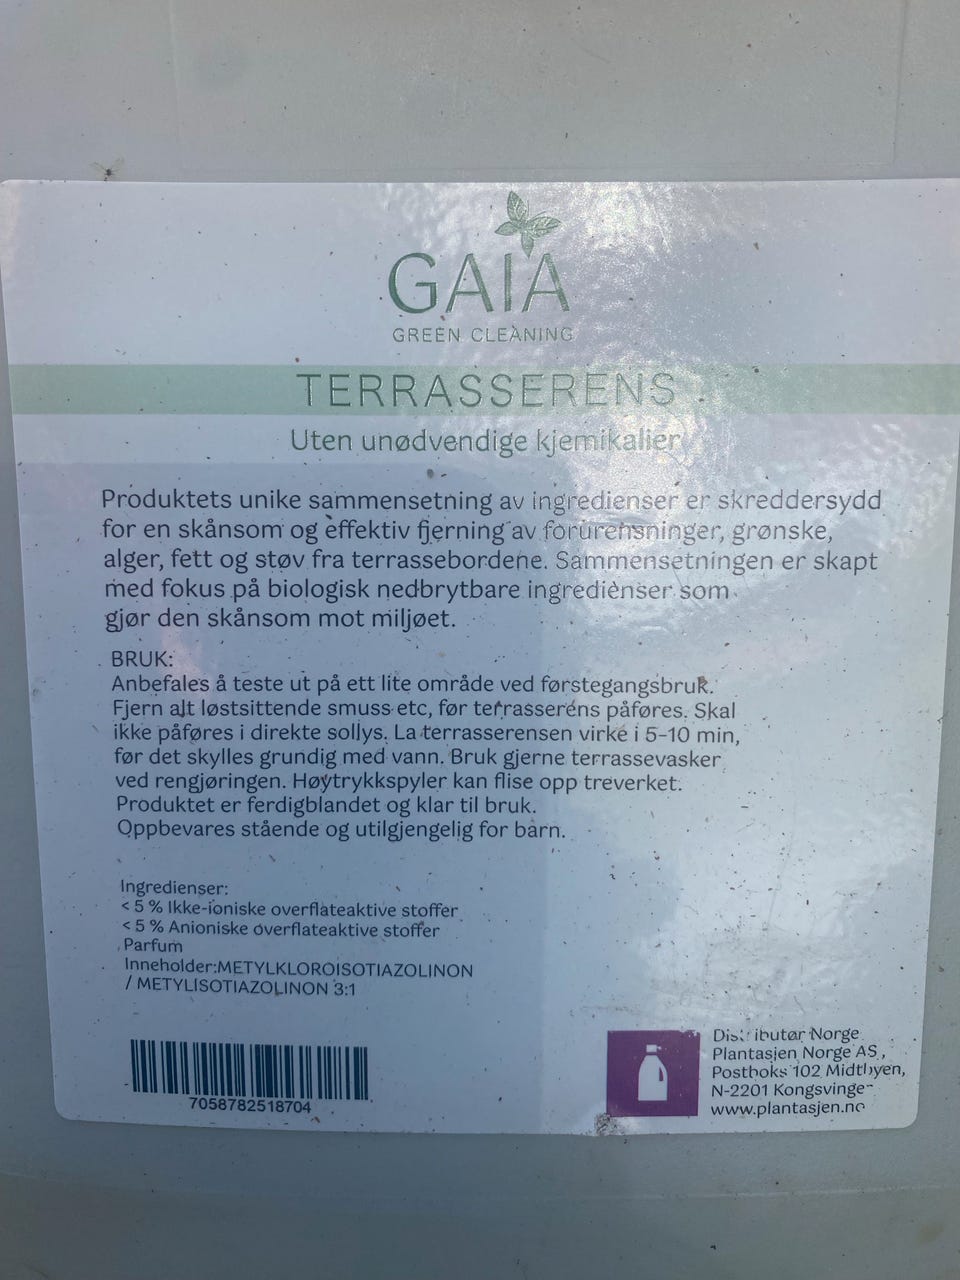 GAIA
GREEN CLEANING
TERRASSERENS
Uten unødvendige kjemikalier
Produktets unike sammensetning av ingredienser er skreddersydd
for en skånsom og effektiv fjerning av forurensninger, grønske,
alger, fett og støv fra terrassebordene. Sammensetningen er skapt
med fokus på biologisk nedbrytbare ingredienser som
gjør den skånsom mot miljøet.
BRUK:
Anbefales å teste ut på ett lite område ved førstegangsbruk.
Fjern alt løstsittende smuss etc, før terrasserens påføres. Skal
ikke påføres i direkte sollys. La terrasserensen virke i 5-10 min,
før det skylles grundig med vann. Bruk gjerne terrassevasker
ved rengjøringen. Høytrykkspyler kan flise opp treverket.
Produktet er ferdigblandet og klar til bruk.
Oppbevares stående og utilgjengelig for barn.
Ingredienser:
< 5 % Ikke-ioniske overflateaktive stoffer
< 5 % Anioniske overflateaktive stoffer
Parfum
Inneholder:METYLKLOROISOTIAZOLINON
/ METYLISOTIAZOLINON 3:1
7058782518704
Distributør Norge
Plantasjen Norge AS,
Postboks 102 Midtbyen,
N-2201 Kongsvinger
www.plantasjen.no